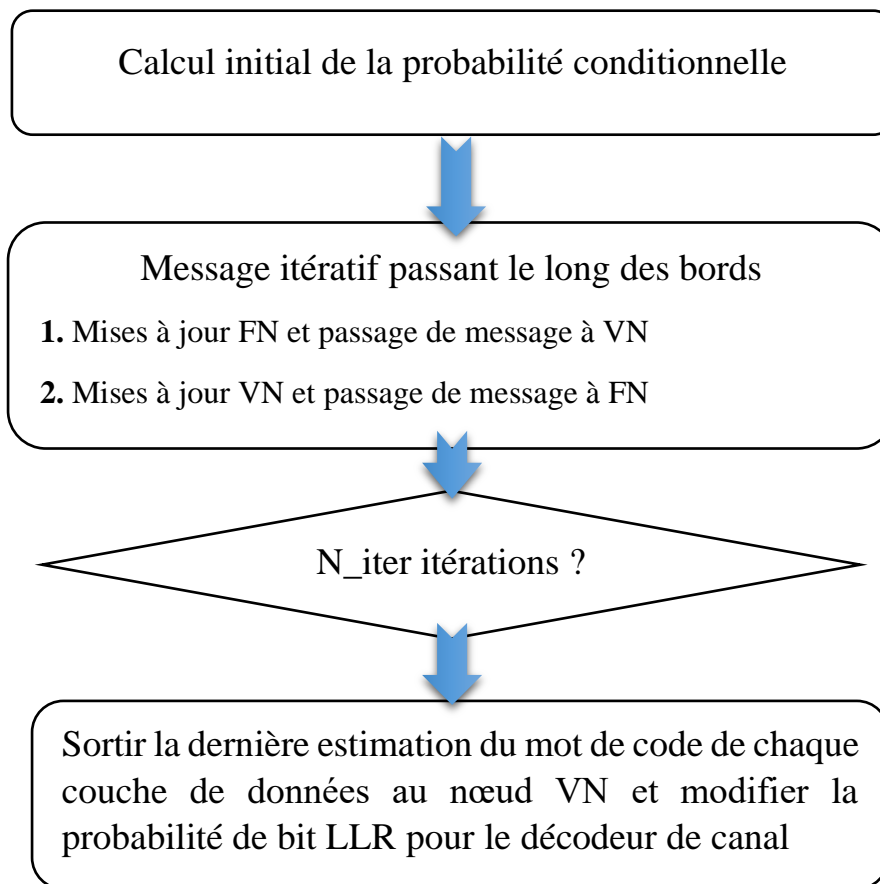 Calcul initial de la probabilité conditionnelle
Message itératif passant le long des bords
1. Mises à jour FN et passage de message à VN
2. Mises à jour VN et passage de message à FN
N_iter itérations ?
Sortir la dernière estimation du mot de code de chaque
couche de données au nœud VN et modifier la
probabilité de bit LLR pour le décodeur de canal